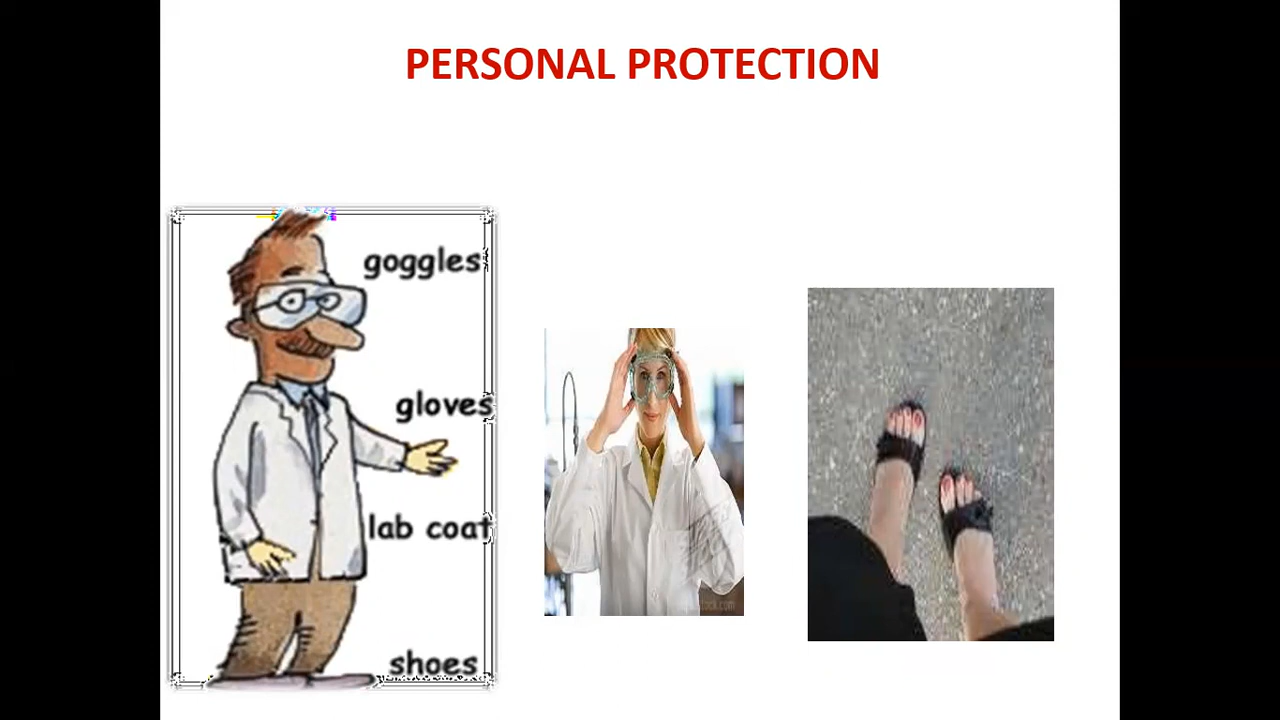 PERSONAL PROTECTION
goggles
gloves
lab coat
shoes